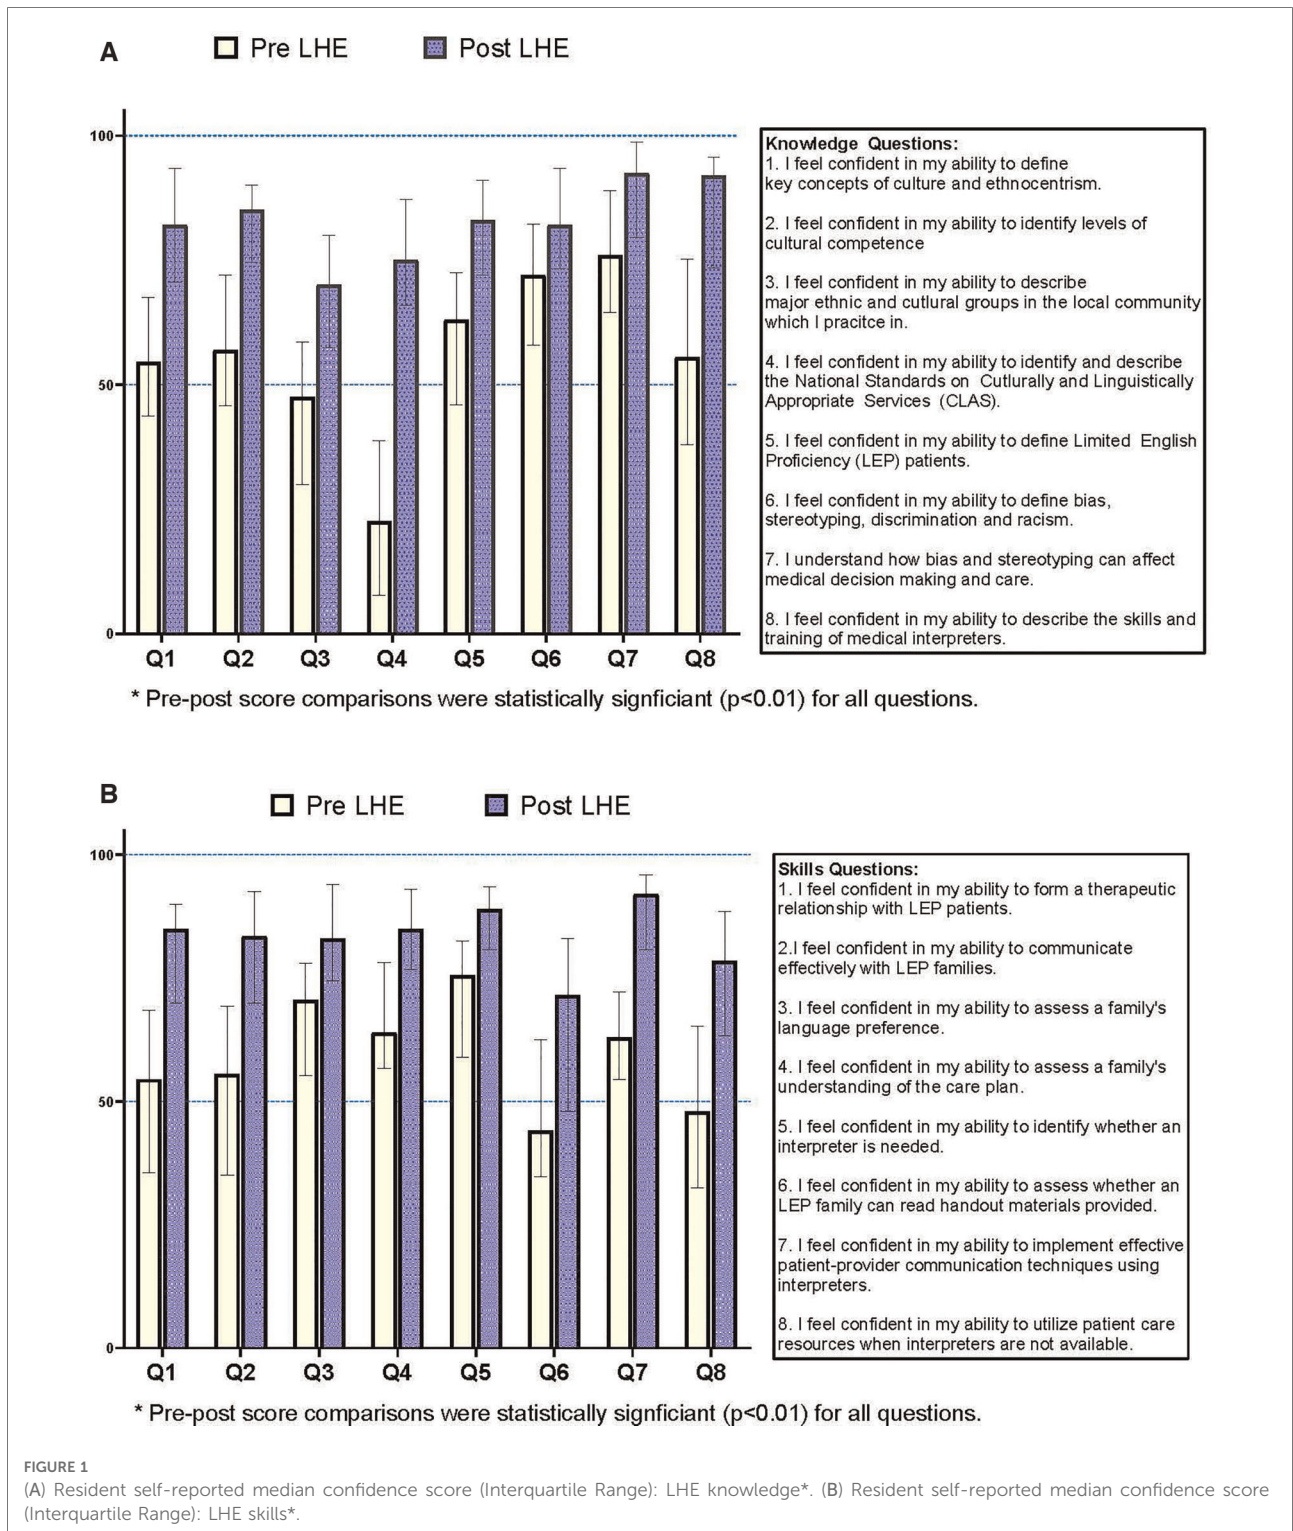 A
Pre LHE
Post LHE
100
50
0
Q1 Q2 Q3 Q4 Q5 Q6 Q7 Q8
Knowledge Questions:
1. I feel confident in my ability to define
key concepts of culture and ethnocentrism.
2. I feel confident in my ability to identify levels of
cultural competence
3. I feel confident in my ability to describe
major ethnic and cutlural groups in the local community
which I pracitce in.
4. I feel confident in my ability to identify and describe
the National Standards on Cutlurally and Linguistically
Appropriate Services (CLAS).
5. I feel confident in my ability to define Limited English
Proficiency (LEP) patients.
6. I feel confident in my ability to define bias,
stereotyping, discrimination and racism.
7. I understand how bias and stereotyping can affect
medical decision making and care.
8. I feel confident in my ability to describe the skills and
training of medical interpreters.
* Pre-post score comparisons were statistically signficiant (p<0.01) for all questions.
B
Pre LHE
Post LHE
100
50
0
Q1 Q2 Q3 Q4 Q5 Q6 Q7 Q8
Skills Questions:
1. I feel confident in my ability to form a therapeutic
relationship with LEP patients.
2.I feel confident in my ability to communicate
effectively with LEP families.
3. I feel confident in my ability to assess a family's
language preference.
4. I feel confident in my ability to assess a family's
understanding of the care plan.
5. I feel confident in my ability to identify whether an
interpreter is needed.
6. I feel confident in my ability to assess whether an
LEP family can read handout materials provided.
7. I feel confident in my ability to implement effective
patient-provider communication techniques using
interpreters.
8. I feel confident in my ability to utilize patient care
resources when interpreters are not available.
* Pre-post score comparisons were statistically signficiant (p<0.01) for all questions.
FIGURE 1
(A) Resident self-reported median confidence score (Interquartile Range): LHE knowledge*. (B) Resident self-reported median confidence score
(Interquartile Range): LHE skills*.